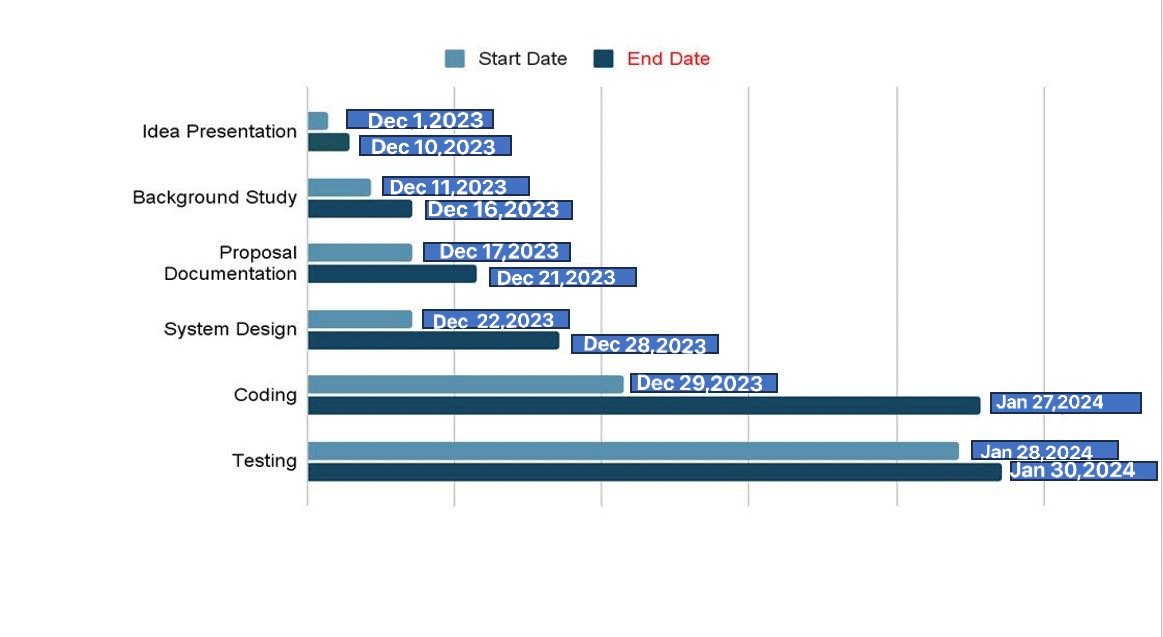 Start Date
End Date
Idea Presentation
Dec 1,2023
Dec 10,2023
Background Study
Dec 11,2023
Dec 16,2023
Proposal
Documentation
Dec 17,2023
Dec 21,2023
System Design
Dec 22,2023
Dec 28,2023
Coding
Dec 29,2023
Jan 27,2024
Testing
Jan 28,2024
Jan 30,2024